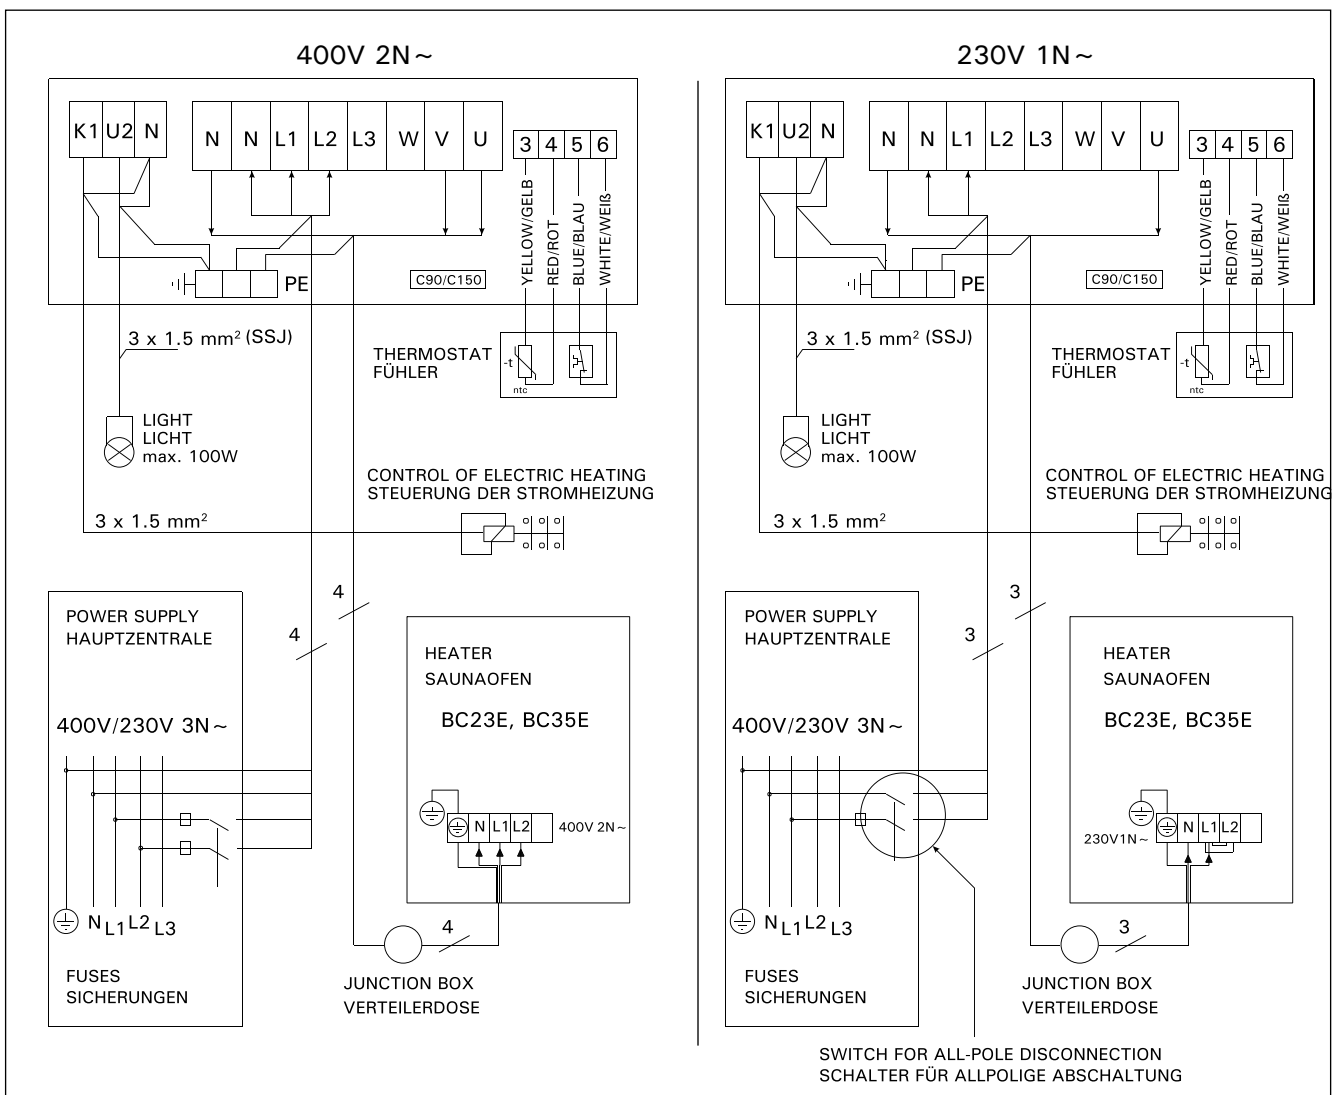 400V 2N~
K1 U2 N
N N L1 L2 L3 W V U
3 4 5 6
YELLOW/GELB
RED/ROT
BLUE/BLAU
WHITE/WEIß
PE
C90/C150
3 x 1.5 mm² (SSJ)
THERMOSTAT
FÜHLER
-t
ntc
LIGHT
LICHT
max. 100W
CONTROL OF ELECTRIC HEATING
STEUERUNG DER STROMHEIZUNG
3 x 1.5 mm²
4
4
POWER SUPPLY
HAUPTZENTRALE
400V/230V 3N~
N L1 L2 L3
FUSES
SICHERUNGEN
HEATER
SAUNAOFEN
BC23E, BC35E
N L1 L2
400V 2N~
4
JUNCTION BOX
VERTEILERDOSE
230V 1N~
K1 U2 N
N N L1 L2 L3 W V U
3 4 5 6
YELLOW/GELB
RED/ROT
BLUE/BLAU
WHITE/WEIß
PE
C90/C150
3 x 1.5 mm² (SSJ)
THERMOSTAT
FÜHLER
-t
ntc
LIGHT
LICHT
max. 100W
CONTROL OF ELECTRIC HEATING
STEUERUNG DER STROMHEIZUNG
3 x 1.5 mm²
3
3
POWER SUPPLY
HAUPTZENTRALE
400V/230V 3N~
N L1 L2 L3
FUSES
SICHERUNGEN
HEATER
SAUNAOFEN
BC23E, BC35E
N L1 L2
230V1N~
3
JUNCTION BOX
VERTEILERDOSE
SWITCH FOR ALL-POLE DISCONNECTION
SCHALTER FÜR ALLPOLIGE ABSCHALTUNG